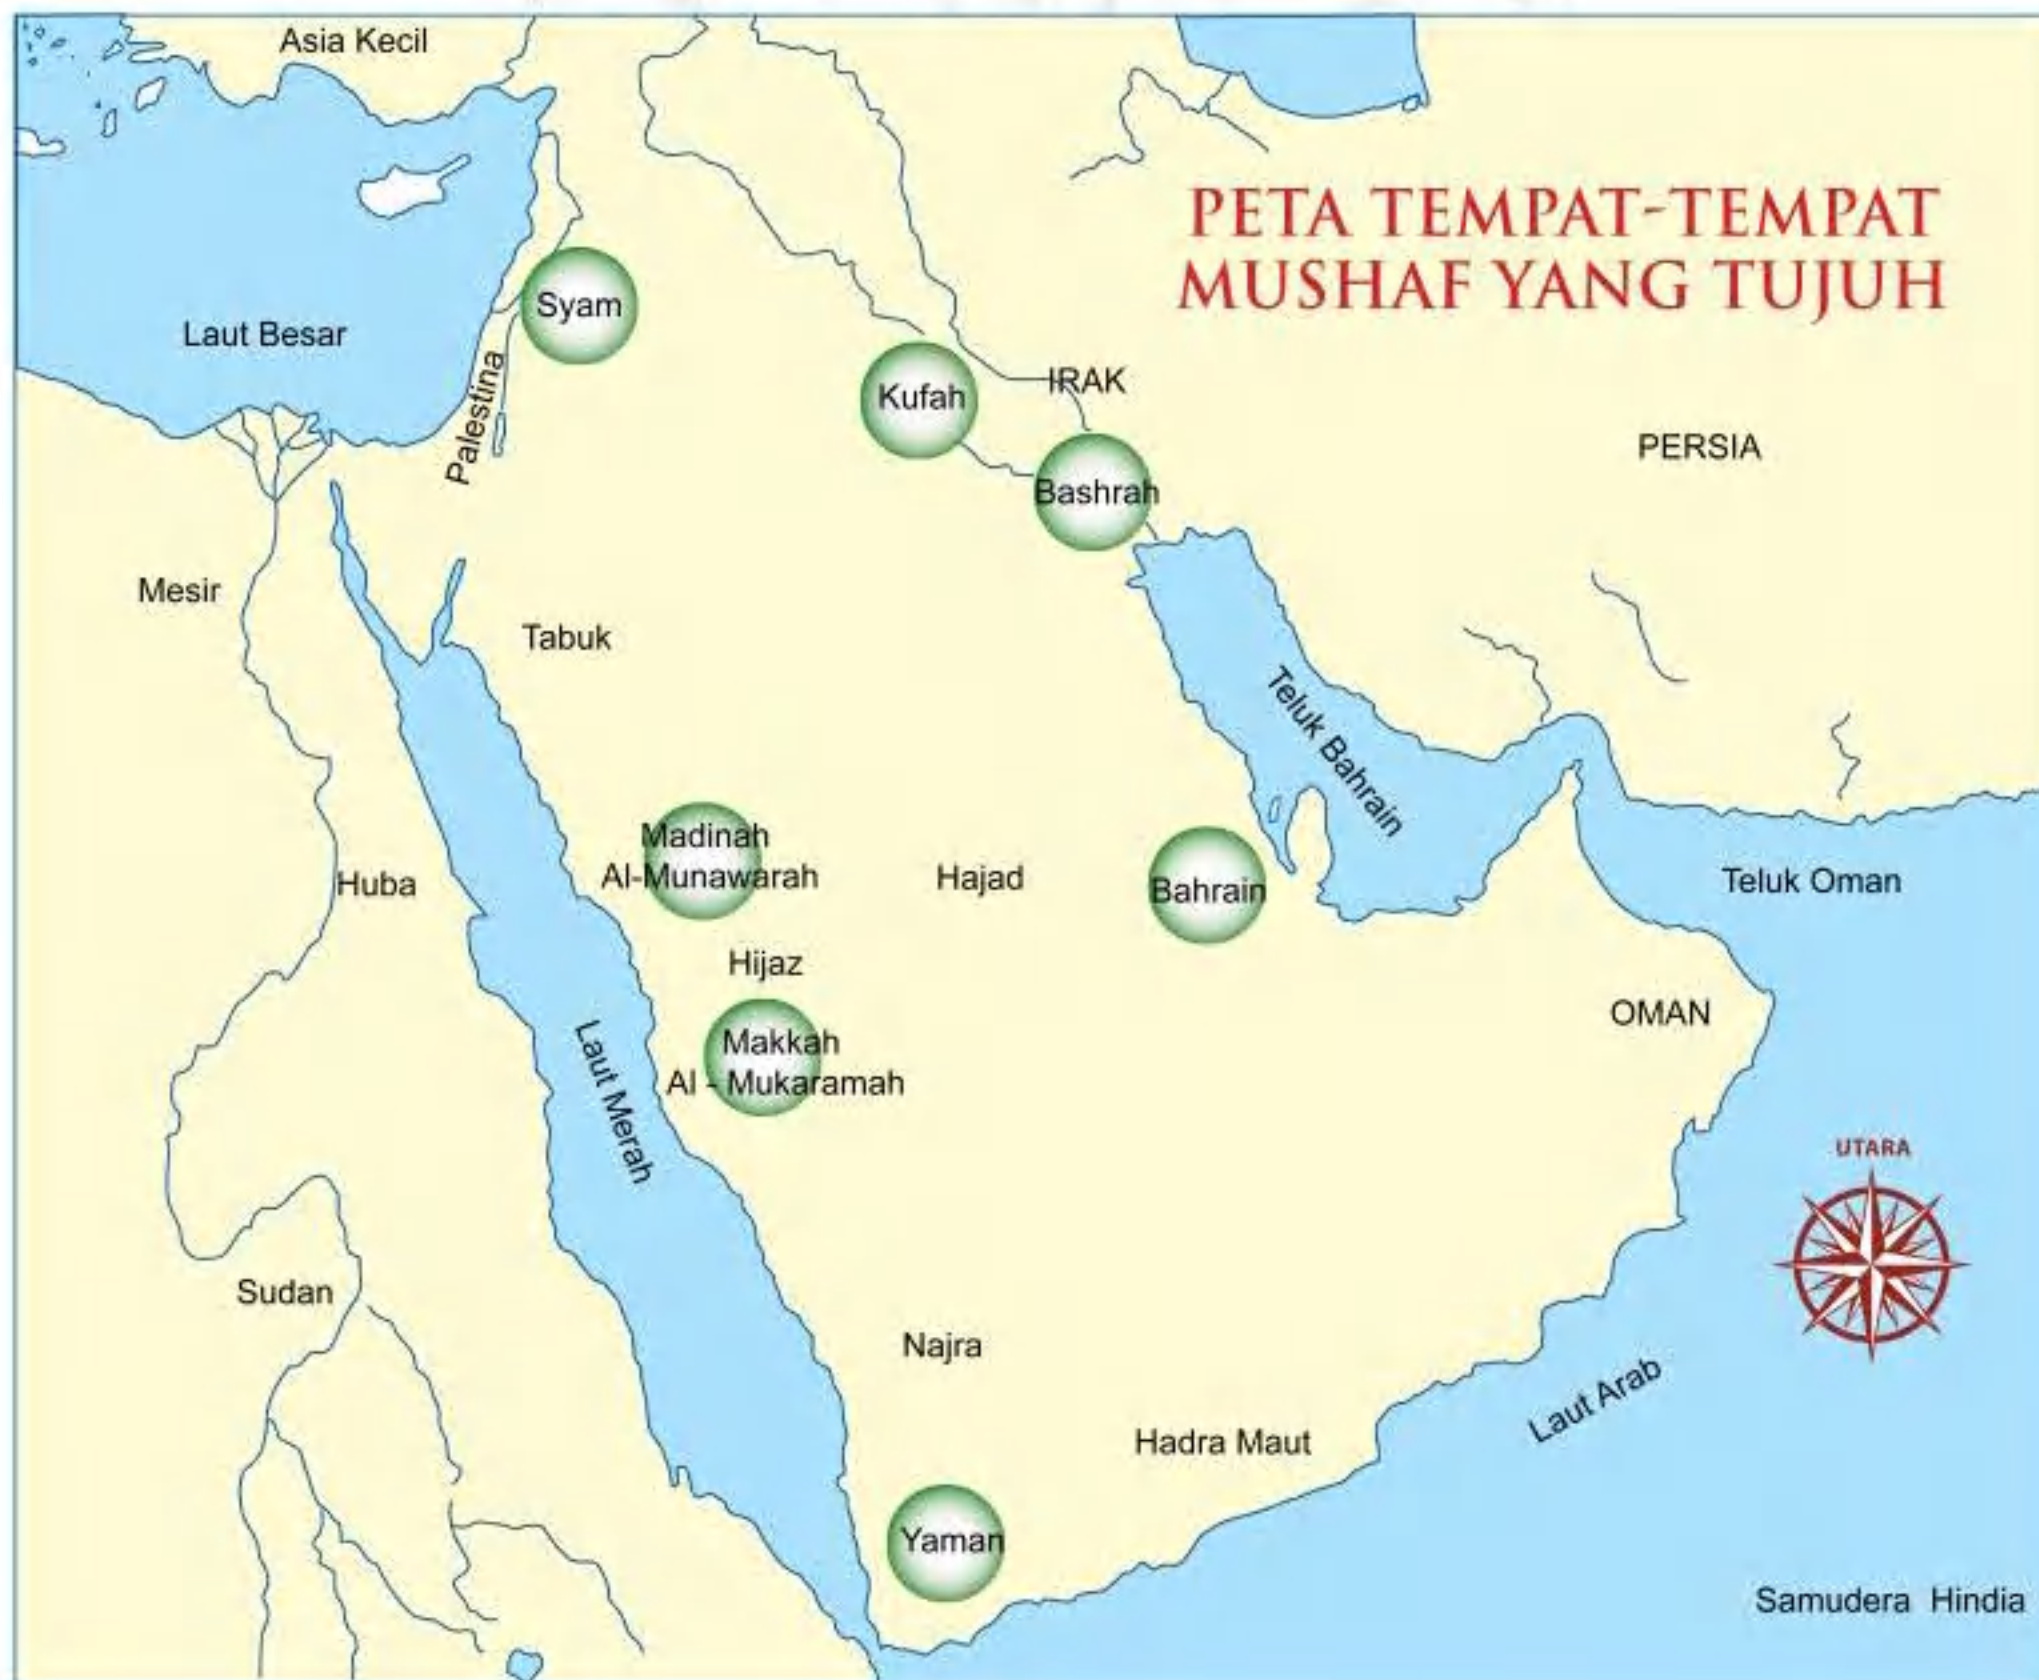 Asia Kecil
PETA TEMPAT-TEMPAT
MUSHAF YANG TUJUH
Syam
Laut Besar
Palestina
Kufah
IRAK
Bashrah
PERSIA
Mesir
Tabuk
Teluk Bahrain
Madinah
Al-Munawarah
Huba
Hajad
Bahrain
Teluk Oman
Hijaz
OMAN
Makkah
Al - Mukaramah
Laut Merah
UTARA
Sudan
Najra
Laut Arab
Hadra Maut
Yaman
Samudera Hindia